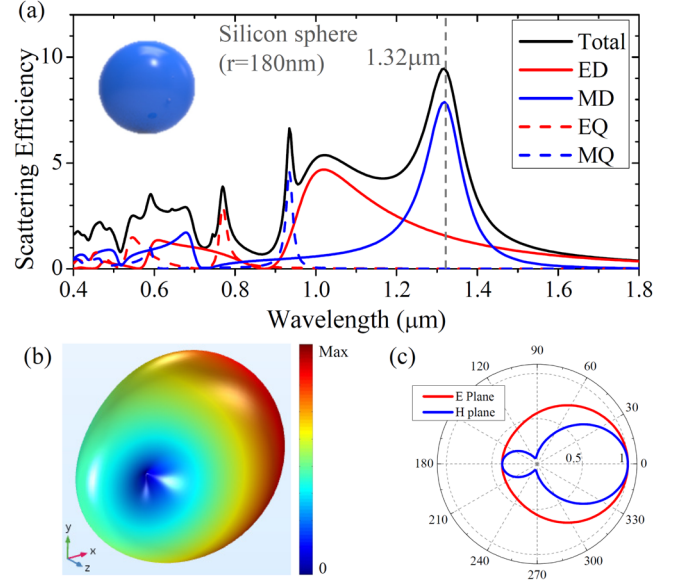 (a)
12
10
5
0
Scattering Efficiency
Silicon sphere
(r=180nm)
1.32μm
Total
ED
MD
EQ
MQ
0.4 0.6 0.8 1.0 1.2 1.4 1.6 1.8
Wavelength (μm)
(b)
Max
0
y
x
z
(c)
E Plane
H plane
90
120 60
30
180 0.5 1 0
210 330
240 300
270